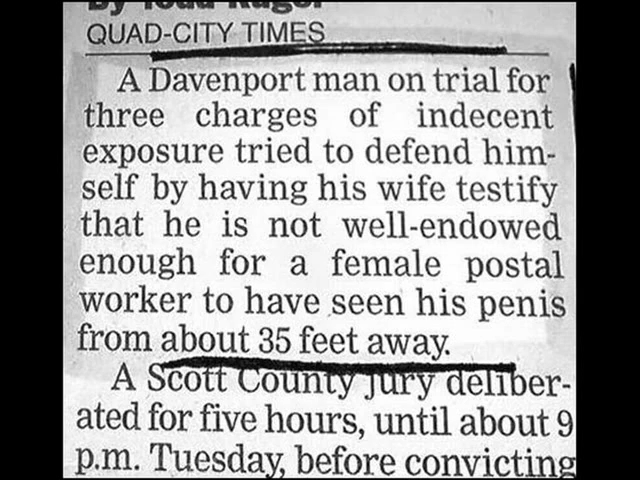 QUAD-CITY TIMES
A Davenport man on trial for
three charges of indecent
exposure tried to defend him-
self by having his wife testify
that he is not well-endowed
enough for a female postal
worker to have seen his penis
from about 35 feet away.
A Scott County jury deliber-
ated for five hours, until about 9
p.m. Tuesday, before convicting